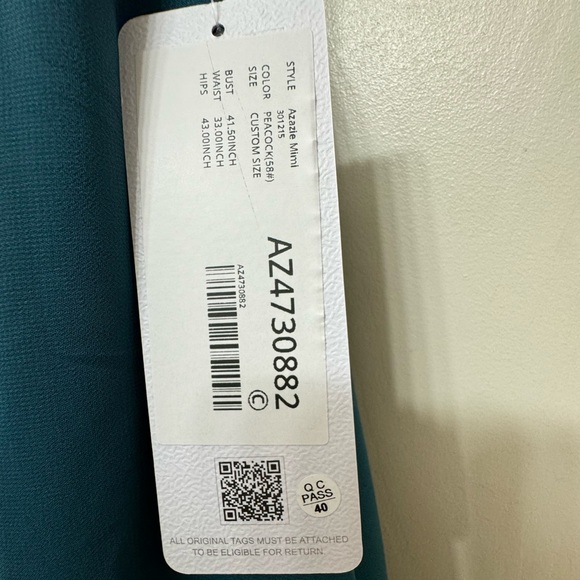 STYLE Azazie Mimi
301215
COLOR PEACOCK(58#)
SIZE CUSTOM SIZE
BUST 41.50INCH
WAIST 33.00INCH
HIPS 43.00INCH
AZ4730882
©
AZ4730882
QC
PASS
40
ALL ORIGINAL TAGS MUST BE ATTACHED
TO BE ELIGIBLE FOR RETURN